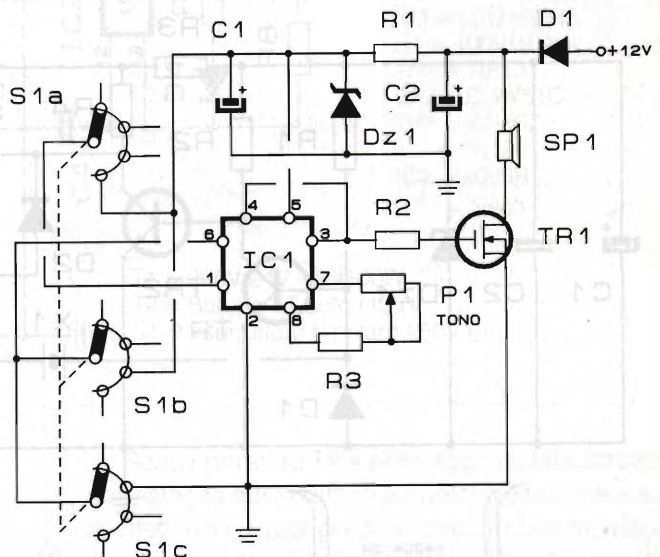 C1
R1
D1
+12V
S1a
C2
+
+
Dz1
SP1
4
5
R2
6
3
IC1
TR1
1
7
P1
TONO
2
8
R3
S1b
S1c